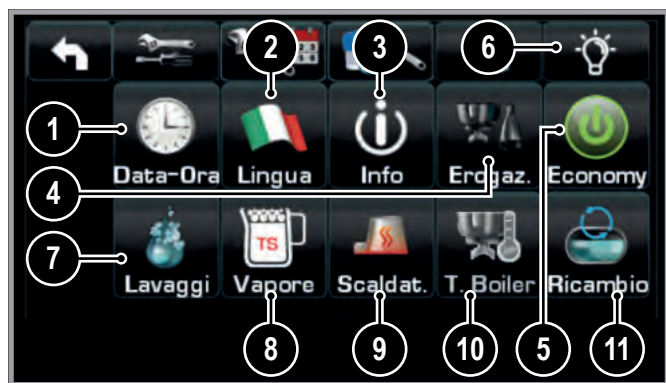 2 3 6
1
Data-Ora Lingua Info Erogaz. Economy
4
TS
7
Lavaggi Vapore Scaldat. T. Boiler Ricambio
8 9 10 5 11